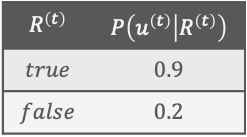 R^(t) P(u^(t)|R^(t))
true 0.9
false 0.2